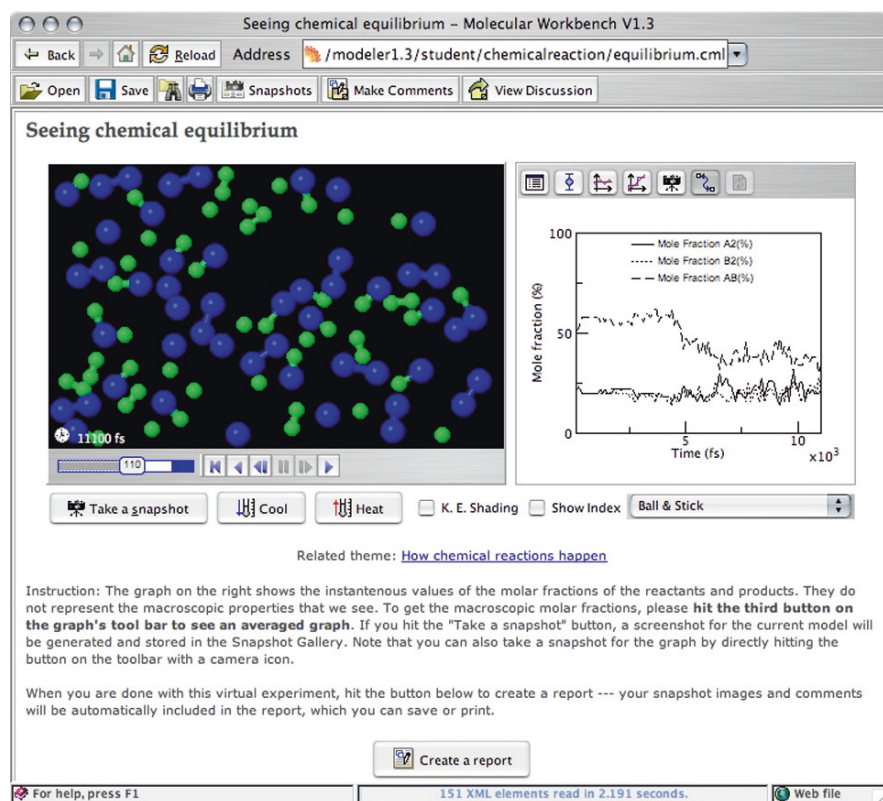 Seeing chemical equilibrium – Molecular Workbench V1.3
Back Reload Address /modeler1.3/student/chemicalreaction/equilibrium.cml
Open Save Snapshots Make Comments View Discussion
Seeing chemical equilibrium
11100 fs
110
100
50
0
Mole fraction (%)
Mole Fraction A2(%)
Mole Fraction B2(%)
Mole Fraction AB(%)
5 10
Time (fs) ×10³
Take a snapshot Cool Heat K. E. Shading Show Index Ball & Stick
Related theme: How chemical reactions happen
Instruction: The graph on the right shows the instantenous values of the molar fractions of the reactants and products. They do
not represent the macroscopic properties that we see. To get the macroscopic molar fractions, please hit the third button on
the graph's tool bar to see an averaged graph. If you hit the "Take a snapshot" button, a screenshot for the current model will
be generated and stored in the Snapshot Gallery. Note that you can also take a snapshot for the graph by directly hitting the
button on the toolbar with a camera icon.
When you are done with this virtual experiment, hit the button below to create a report --- your snapshot images and comments
will be automatically included in the report, which you can save or print.
Create a report
For help, press F1 151 XML elements read in 2.191 seconds. Web file